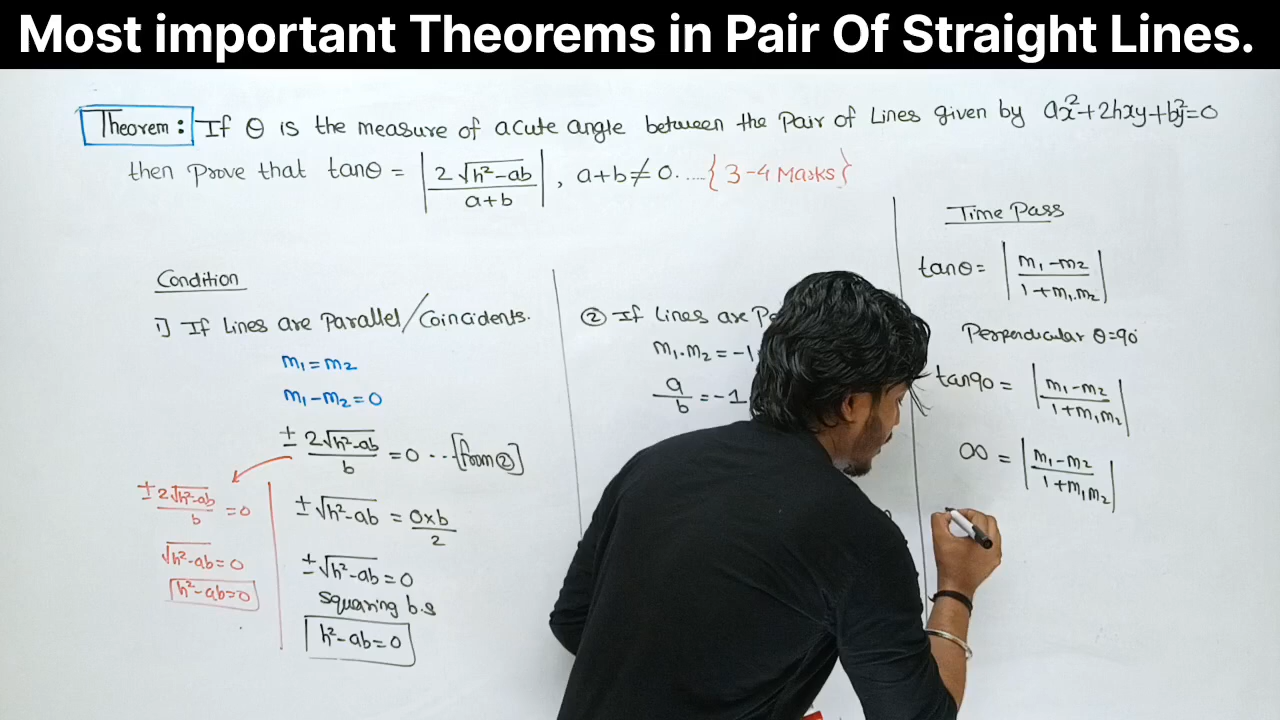 Most important Theorems in Pair Of Straight Lines.
Theorem: If θ is the measure of acute angle between the Pair of Lines given by ax²+2hxy+by²=0
then Prove that tanθ = |2√h²-ab / a+b|, a+b≠0.....{3-4 Marks}
Condition
i] If Lines are Parallel/Coincidents.
m₁=m₂
m₁-m₂=0
± 2√h²-ab / b = 0 ...[from②]
±2√h²-ab / b = 0
√h²-ab=0
h²-ab=0
±√h²-ab = 0×b / 2
±√h²-ab=0
squaring b.s
h²-ab=0
② If Lines are
m₁.m₂=-1
a / b =-1
Time Pass
tanθ= |m₁-m₂ / 1+m₁.m₂|
Perpendicular θ=90°
tan90 = |m₁-m₂ / 1+m₁m₂|
∞ = |m₁-m₂ / 1+m₁m₂|